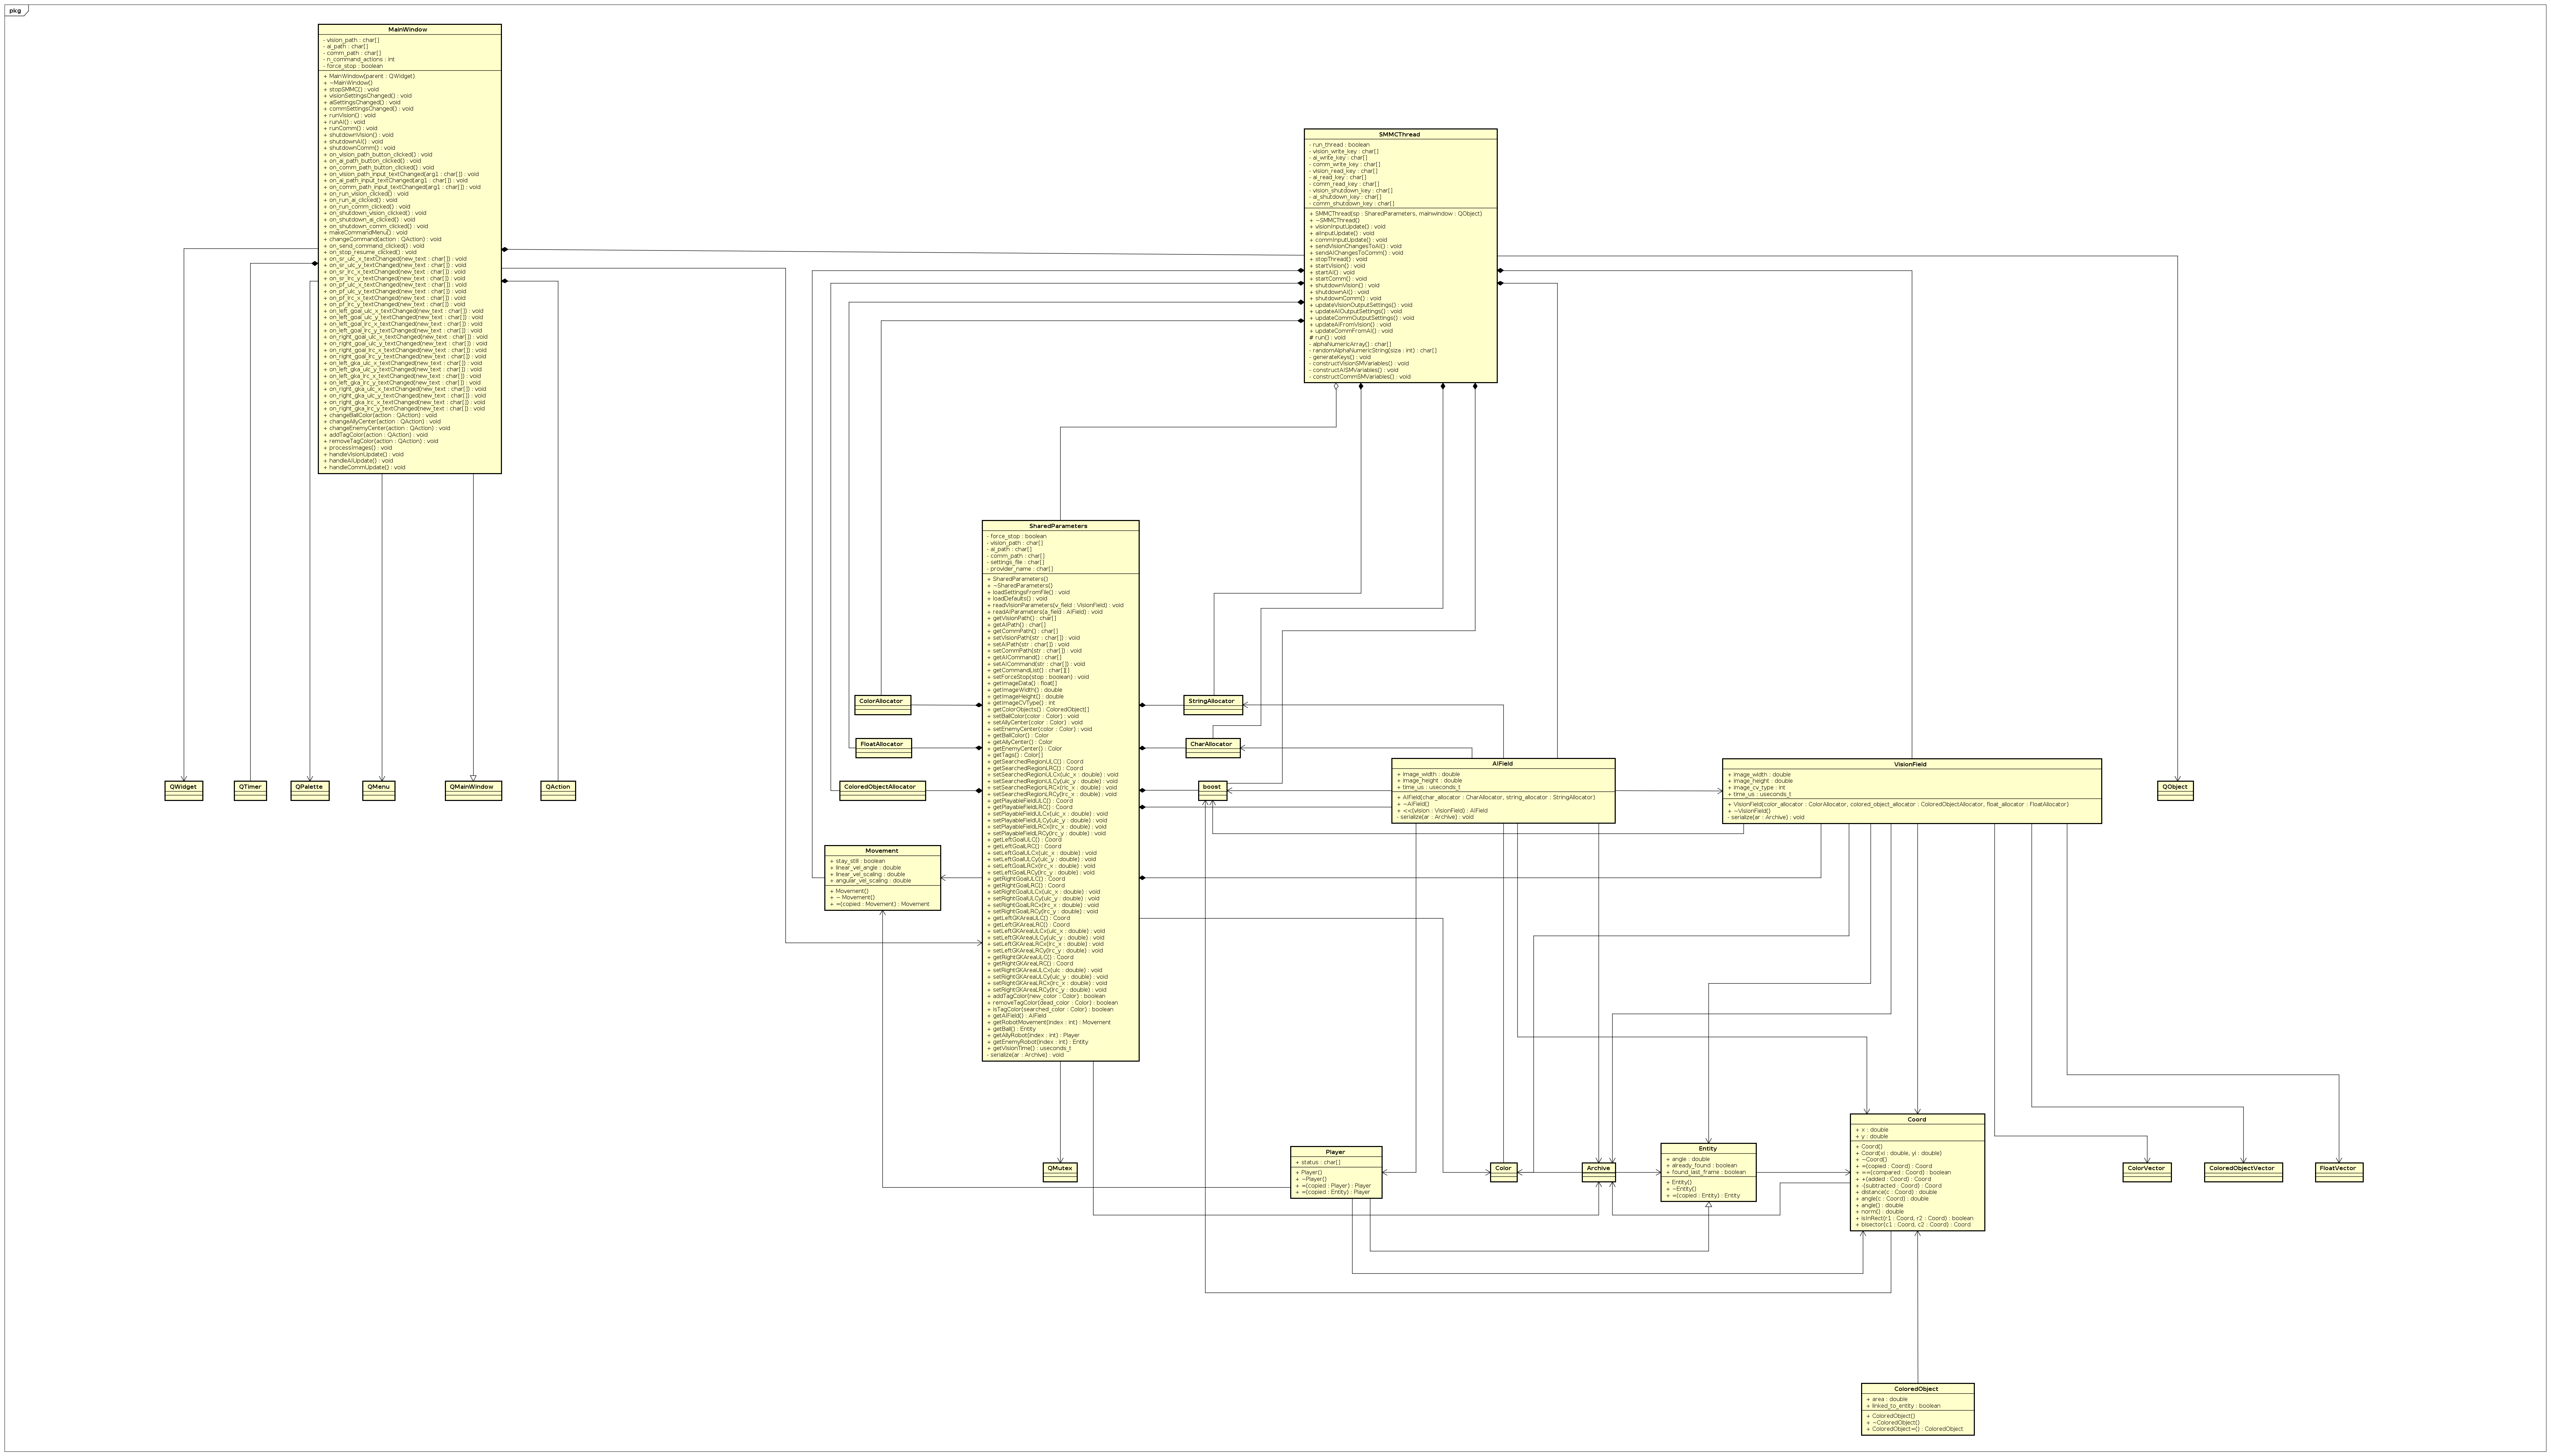 pkg
MainWindow
- vision_path : char[]
- ai_path : char[]
- comm_path : char[]
- n_command_actions : int
- force_stop : boolean
+ MainWindow(parent : QWidget)
+ ~MainWindow()
+ stopSMMC() : void
+ visionSettingsChanged() : void
+ aiSettingsChanged() : void
+ commSettingsChanged() : void
+ runVision() : void
+ runAI() : void
+ runComm() : void
+ shutdownVision() : void
+ shutdownAI() : void
+ shutdownComm() : void
+ on_vision_path_button_clicked() : void
+ on_ai_path_button_clicked() : void
+ on_comm_path_button_clicked() : void
+ on_vision_path_input_textChanged(arg1 : char[]) : void
+ on_ai_path_input_textChanged(arg1 : char[]) : void
+ on_comm_path_input_textChanged(arg1 : char[]) : void
+ on_run_vision_clicked() : void
+ on_run_ai_clicked() : void
+ on_run_comm_clicked() : void
+ on_shutdown_vision_clicked() : void
+ on_shutdown_ai_clicked() : void
+ on_shutdown_comm_clicked() : void
+ makeCommandMenu() : void
+ changeCommand(action : QAction) : void
+ on_send_command_clicked() : void
+ on_stop_resume_clicked() : void
+ on_sr_ulc_x_textChanged(new_text : char[]) : void
+ on_sr_ulc_y_textChanged(new_text : char[]) : void
+ on_sr_lrc_x_textChanged(new_text : char[]) : void
+ on_sr_lrc_y_textChanged(new_text : char[]) : void
+ on_pf_ulc_x_textChanged(new_text : char[]) : void
+ on_pf_ulc_y_textChanged(new_text : char[]) : void
+ on_pf_lrc_x_textChanged(new_text : char[]) : void
+ on_pf_lrc_y_textChanged(new_text : char[]) : void
+ on_left_goal_ulc_x_textChanged(new_text : char[]) : void
+ on_left_goal_ulc_y_textChanged(new_text : char[]) : void
+ on_left_goal_lrc_x_textChanged(new_text : char[]) : void
+ on_left_goal_lrc_y_textChanged(new_text : char[]) : void
+ on_right_goal_ulc_x_textChanged(new_text : char[]) : void
+ on_right_goal_ulc_y_textChanged(new_text : char[]) : void
+ on_right_goal_lrc_x_textChanged(new_text : char[]) : void
+ on_right_goal_lrc_y_textChanged(new_text : char[]) : void
+ on_left_gka_ulc_x_textChanged(new_text : char[]) : void
+ on_left_gka_ulc_y_textChanged(new_text : char[]) : void
+ on_left_gka_lrc_x_textChanged(new_text : char[]) : void
+ on_left_gka_lrc_y_textChanged(new_text : char[]) : void
+ on_right_gka_ulc_x_textChanged(new_text : char[]) : void
+ on_right_gka_ulc_y_textChanged(new_text : char[]) : void
+ on_right_gka_lrc_x_textChanged(new_text : char[]) : void
+ on_right_gka_lrc_y_textChanged(new_text : char[]) : void
+ changeBallColor(action : QAction) : void
+ changeAllyCenter(action : QAction) : void
+ changeEnemyCenter(action : QAction) : void
+ addTagColor(action : QAction) : void
+ removeTagColor(action : QAction) : void
+ processImages() : void
+ handleVisionUpdate() : void
+ handleAIUpdate() : void
+ handleCommUpdate() : void
SMMCThread
- run_thread : boolean
- vision_write_key : char[]
- ai_write_key : char[]
- comm_write_key : char[]
- vision_read_key : char[]
- ai_read_key : char[]
- comm_read_key : char[]
- vision_shutdown_key : char[]
- ai_shutdown_key : char[]
- comm_shutdown_key : char[]
+ SMMCThread(sp : SharedParameters, mainwindow : QObject)
+ ~SMMCThread()
+ visionInputUpdate() : void
+ aiInputUpdate() : void
+ commInputUpdate() : void
+ sendVisionChangesToAI() : void
+ sendAIChangesToComm() : void
+ stopThread() : void
+ startVision() : void
+ startAI() : void
+ startComm() : void
+ shutdownVision() : void
+ shutdownAI() : void
+ shutdownComm() : void
+ updateVisionOutputSettings() : void
+ updateAIOutputSettings() : void
+ updateCommOutputSettings() : void
+ updateAIFromVision() : void
+ updateCommFromAI() : void
# run() : void
- alphaNumericArray() : char[]
- randomAlphaNumericString(siza : int) : char[]
- generateKeys() : void
- constructVisionSMVariables() : void
- constructAISMVariables() : void
- constructCommSMVariables() : void
SharedParameters
- force_stop : boolean
- vision_path : char[]
- ai_path : char[]
- comm_path : char[]
- settings_file : char[]
- provider_name : char[]
+ SharedParameters()
+ ~SharedParameters()
+ loadSettingsFromFile() : void
+ loadDefaults() : void
+ readVisionParameters(v_field : VisionField) : void
+ readAIParameters(a_field : AIField) : void
+ getVisionPath() : char[]
+ getAIPath() : char[]
+ getCommPath() : char[]
+ setVisionPath(str : char[]) : void
+ setAIPath(str : char[]) : void
+ setCommPath(str : char[]) : void
+ getAICommand() : char[]
+ setAICommand(str : char[]) : void
+ getCommandList() : char[][]
+ setForceStop(stop : boolean) : void
+ getImageData() : float[]
+ getImageWidth() : double
+ getImageHeight() : double
+ getImageCVType() : int
+ getColorObjects() : ColoredObject[]
+ setBallColor(color : Color) : void
+ setAllyCenter(color : Color) : void
+ setEnemyCenter(color : Color) : void
+ getBallColor() : Color
+ getAllyCenter() : Color
+ getEnemyCenter() : Color
+ getTags() : Color[]
+ getSearchedRegionULC() : Coord
+ getSearchedRegionLRC() : Coord
+ setSearchedRegionULCx(ulc_x : double) : void
+ setSearchedRegionULCy(ulc_y : double) : void
+ setSearchedRegionLRCx(rlc_x : double) : void
+ setSearchedRegionLRCy(lrc_x : double) : void
+ getPlayableFieldULC() : Coord
+ getPlayableFieldLRC() : Coord
+ setPlayableFieldULCx(ulc_x : double) : void
+ setPlayableFieldULCy(ulc_y : double) : void
+ setPlayableFieldLRCx(lrc_x : double) : void
+ setPlayableFieldLRCy(lrc_y : double) : void
+ getLeftGoalULC() : Coord
+ getLeftGoalLRC() : Coord
+ setLeftGoalULCx(ulc_x : double) : void
+ setLeftGoalULCy(ulc_y : double) : void
+ setLeftGoalLRCx(lrc_x : double) : void
+ setLeftGoalLRCy(lrc_y : double) : void
+ getRightGoalULC() : Coord
+ getRightGoalLRC() : Coord
+ setRightGoalULCx(ulc_x : double) : void
+ setRightGoalULCy(ulc_y : double) : void
+ setRightGoalLRCx(lrc_x : double) : void
+ setRightGoalLRCy(lrc_y : double) : void
+ getLeftGKAreaULC() : Coord
+ getLeftGKAreaLRC() : Coord
+ setLeftGKAreaULCx(ulc_x : double) : void
+ setLeftGKAreaULCy(ulc_y : double) : void
+ setLeftGKAreaLRCx(lrc_x : double) : void
+ setLeftGKAreaLRCy(lrc_y : double) : void
+ getRightGKAreaULC() : Coord
+ getRightGKAreaLRC() : Coord
+ setRightGKAreaULCx(ulc : double) : void
+ setRightGKAreaULCy(ulc_y : double) : void
+ setRightGKAreaLRCx(lrc_x : double) : void
+ setRightGKAreaLRCy(lrc_y : double) : void
+ addTagColor(new_color : Color) : boolean
+ removeTagColor(dead_color : Color) : boolean
+ isTagColor(searched_color : Color) : boolean
+ getAIField() : AIField
+ getRobotMovement(index : int) : Movement
+ getBall() : Entity
+ getAllyRobot(index : int) : Player
+ getEnemyRobot(index : int) : Entity
+ getVisionTime() : useconds_t
- serialize(ar : Archive) : void
ColorAllocator
StringAllocator
FloatAllocator
CharAllocator
QWidget
QTimer
QPalette
QMenu
QMainWindow
QAction
ColoredObjectAllocator
boost
AIField
+ image_width : double
+ image_height : double
+ time_us : useconds_t
+ AIField(char_allocator : CharAllocator, string_allocator : StringAllocator)
+ ~AIField()
+ <<(vision : VisionField) : AIField
- serialize(ar : Archive) : void
VisionField
+ image_width : double
+ image_height : double
+ image_cv_type : int
+ time_us : useconds_t
+ VisionField(color_allocator : ColorAllocator, colored_object_allocator : ColoredObjectAllocator, float_allocator : FloatAllocator)
+ ~VisionField()
- serialize(ar : Archive) : void
QObject
Movement
+ stay_still : boolean
+ linear_vel_angle : double
+ linear_vel_scaling : double
+ angular_vel_scaling : double
+ Movement()
+ ~ Movement()
+ =(copied : Movement) : Movement
QMutex
Player
+ status : char[]
+ Player()
+ ~Player()
+ =(copied : Player) : Player
+ =(copied : Entity) : Player
Color
Archive
Entity
+ angle : double
+ already_found : boolean
+ found_last_frame : boolean
+ Entity()
+ ~Entity()
+ =(copied : Entity) : Entity
Coord
+ x : double
+ y : double
+ Coord()
+ Coord(xi : double, yi : double)
+ ~Coord()
+ =(copied : Coord) : Coord
+ ==(compared : Coord) : boolean
+ +(added : Coord) : Coord
+ -(subtracted : Coord) : Coord
+ distance(c : Coord) : double
+ angle(c : Coord) : double
+ angle() : double
+ norm() : double
+ isInRect(r1 : Coord, r2 : Coord) : boolean
+ bisector(c1 : Coord, c2 : Coord) : Coord
ColorVector
ColoredObjectVector
FloatVector
ColoredObject
+ area : double
+ linked_to_entity : boolean
+ ColoredObject()
+ ~ColoredObject()
+ ColoredObject=() : ColoredObject